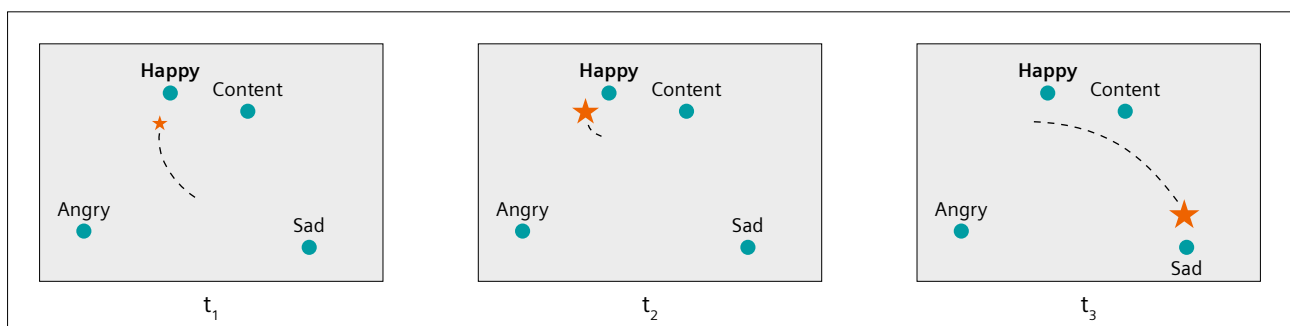 Happy
Content
Angry
Sad
t₁
Happy
Content
Angry
Sad
t₂
Happy
Content
Angry
Sad
t₃